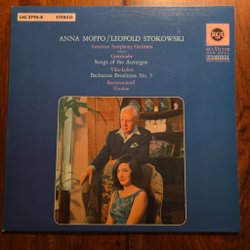 STEREO
ANNA MOFFO/LEOPOLD STOKOWSKI
American Symphony Orchestra
Canteloube
Songs of the Auvergne
Villa-Lobos
Bachianas Brasileiras No. 5
Rachmaninoff
Vocalise
RCA VICTOR